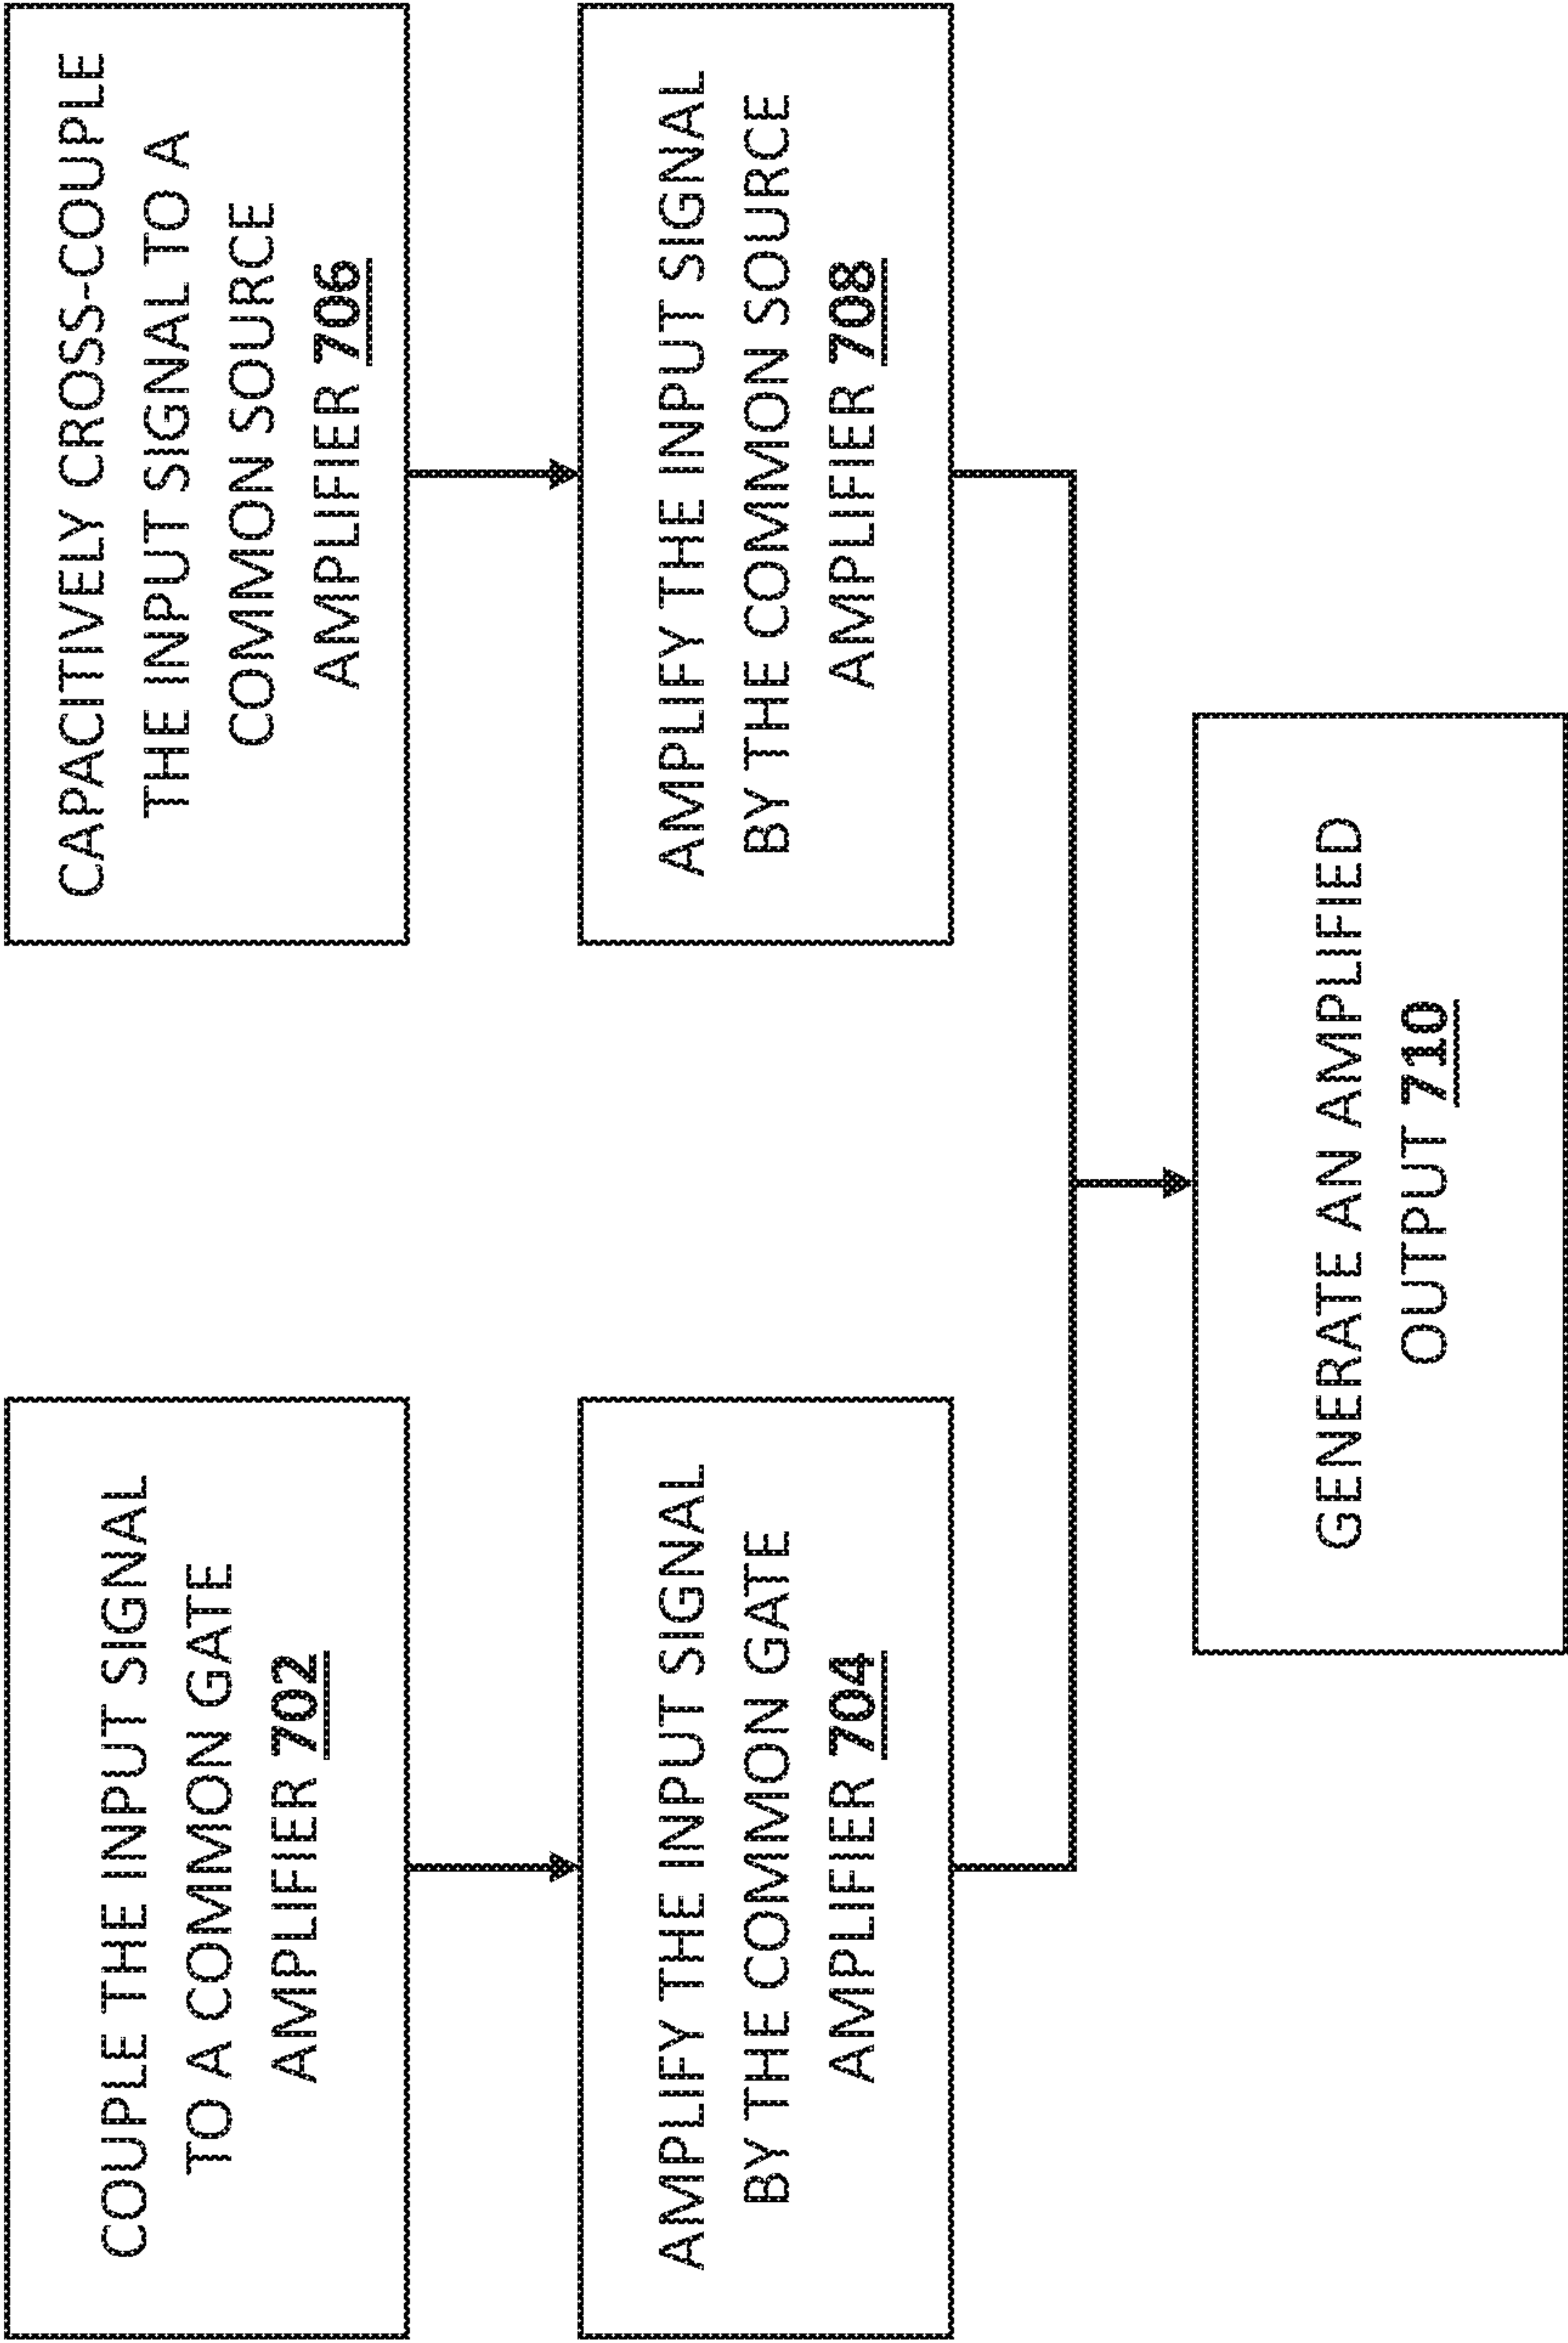 COUPLE THE INPUT SIGNAL
TO A COMMON GATE
AMPLIFIER 702
AMPLIFY THE INPUT SIGNAL
BY THE COMMON GATE
AMPLIFIER 704
CAPACITIVELY CROSS-COUPLE
THE INPUT SIGNAL TO A
COMMON SOURCE
AMPLIFIER 706
AMPLIFY THE INPUT SIGNAL
BY THE COMMON SOURCE
AMPLIFIER 708
GENERATE AN AMPLIFIED
OUTPUT 710